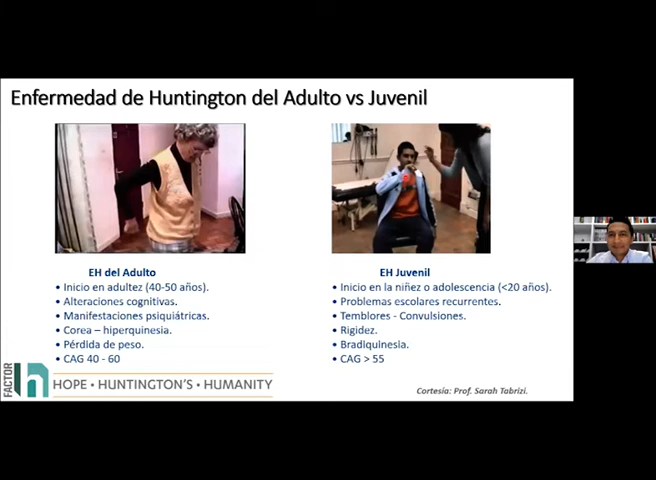 Enfermedad de Huntington del Adulto vs Juvenil
EH del Adulto
• Inicio en adultez (40-50 años).
• Alteraciones cognitivas.
• Manifestaciones psiquiátricas.
• Corea – hiperquinesia.
• Pérdida de peso.
• CAG 40 - 60
EH Juvenil
• Inicio en la niñez o adolescencia (<20 años).
• Problemas escolares recurrentes.
• Temblores - Convulsiones.
• Rigidez.
• Bradiquinesia.
• CAG > 55
FACTOR
h
HOPE • HUNTINGTON'S • HUMANITY
Cortesía: Prof. Sarah Tabrizi.